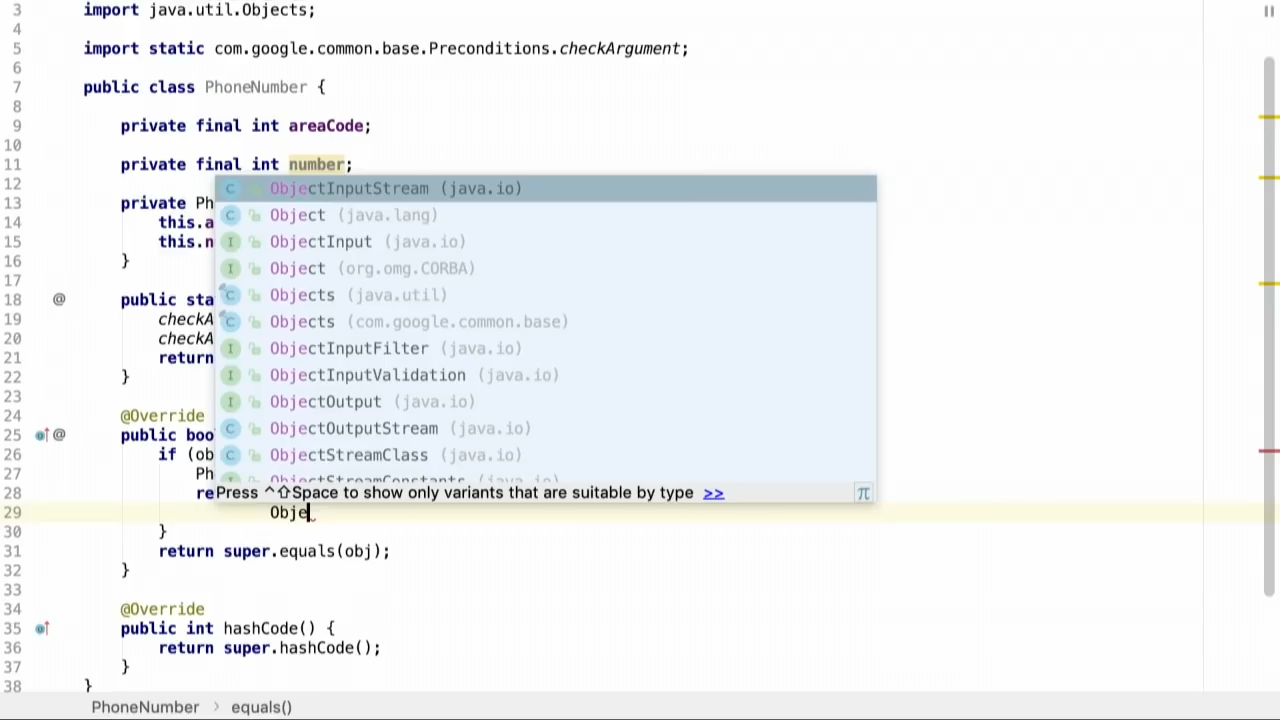 3 import java.util.Objects;
4
5 import static com.google.common.base.Preconditions.checkArgument;
6
7 public class PhoneNumber {
8
9 private final int areaCode;
10
11 private final int number;
12 ObjectInputStream (java.io)
13 private Ph
Object (java.lang)
14 this.a
15 this.n ObjectInput (java.io)
16 }
Object (org.omg.CORBA)
17
18 @ public sta Objects (java.util)
19 checkA Objects (com.google.common.base)
20 checkA ObjectInputFilter (java.io)
21 return
22 } ObjectInputValidation (java.io)
23 ObjectOutput (java.io)
24 @Override
25 @ public boo ObjectOutputStream (java.io)
26 if (ob ObjectStreamClass (java.io)
27 Ph ObjectStreamConstants (java.io)
28 re Press ^⇧Space to show only variants that are suitable by type >> π
29 Obje
30 }
31 return super.equals(obj);
32 }
33
34 @Override
35 public int hashCode() {
36 return super.hashCode();
37 }
38 }
PhoneNumber › equals()